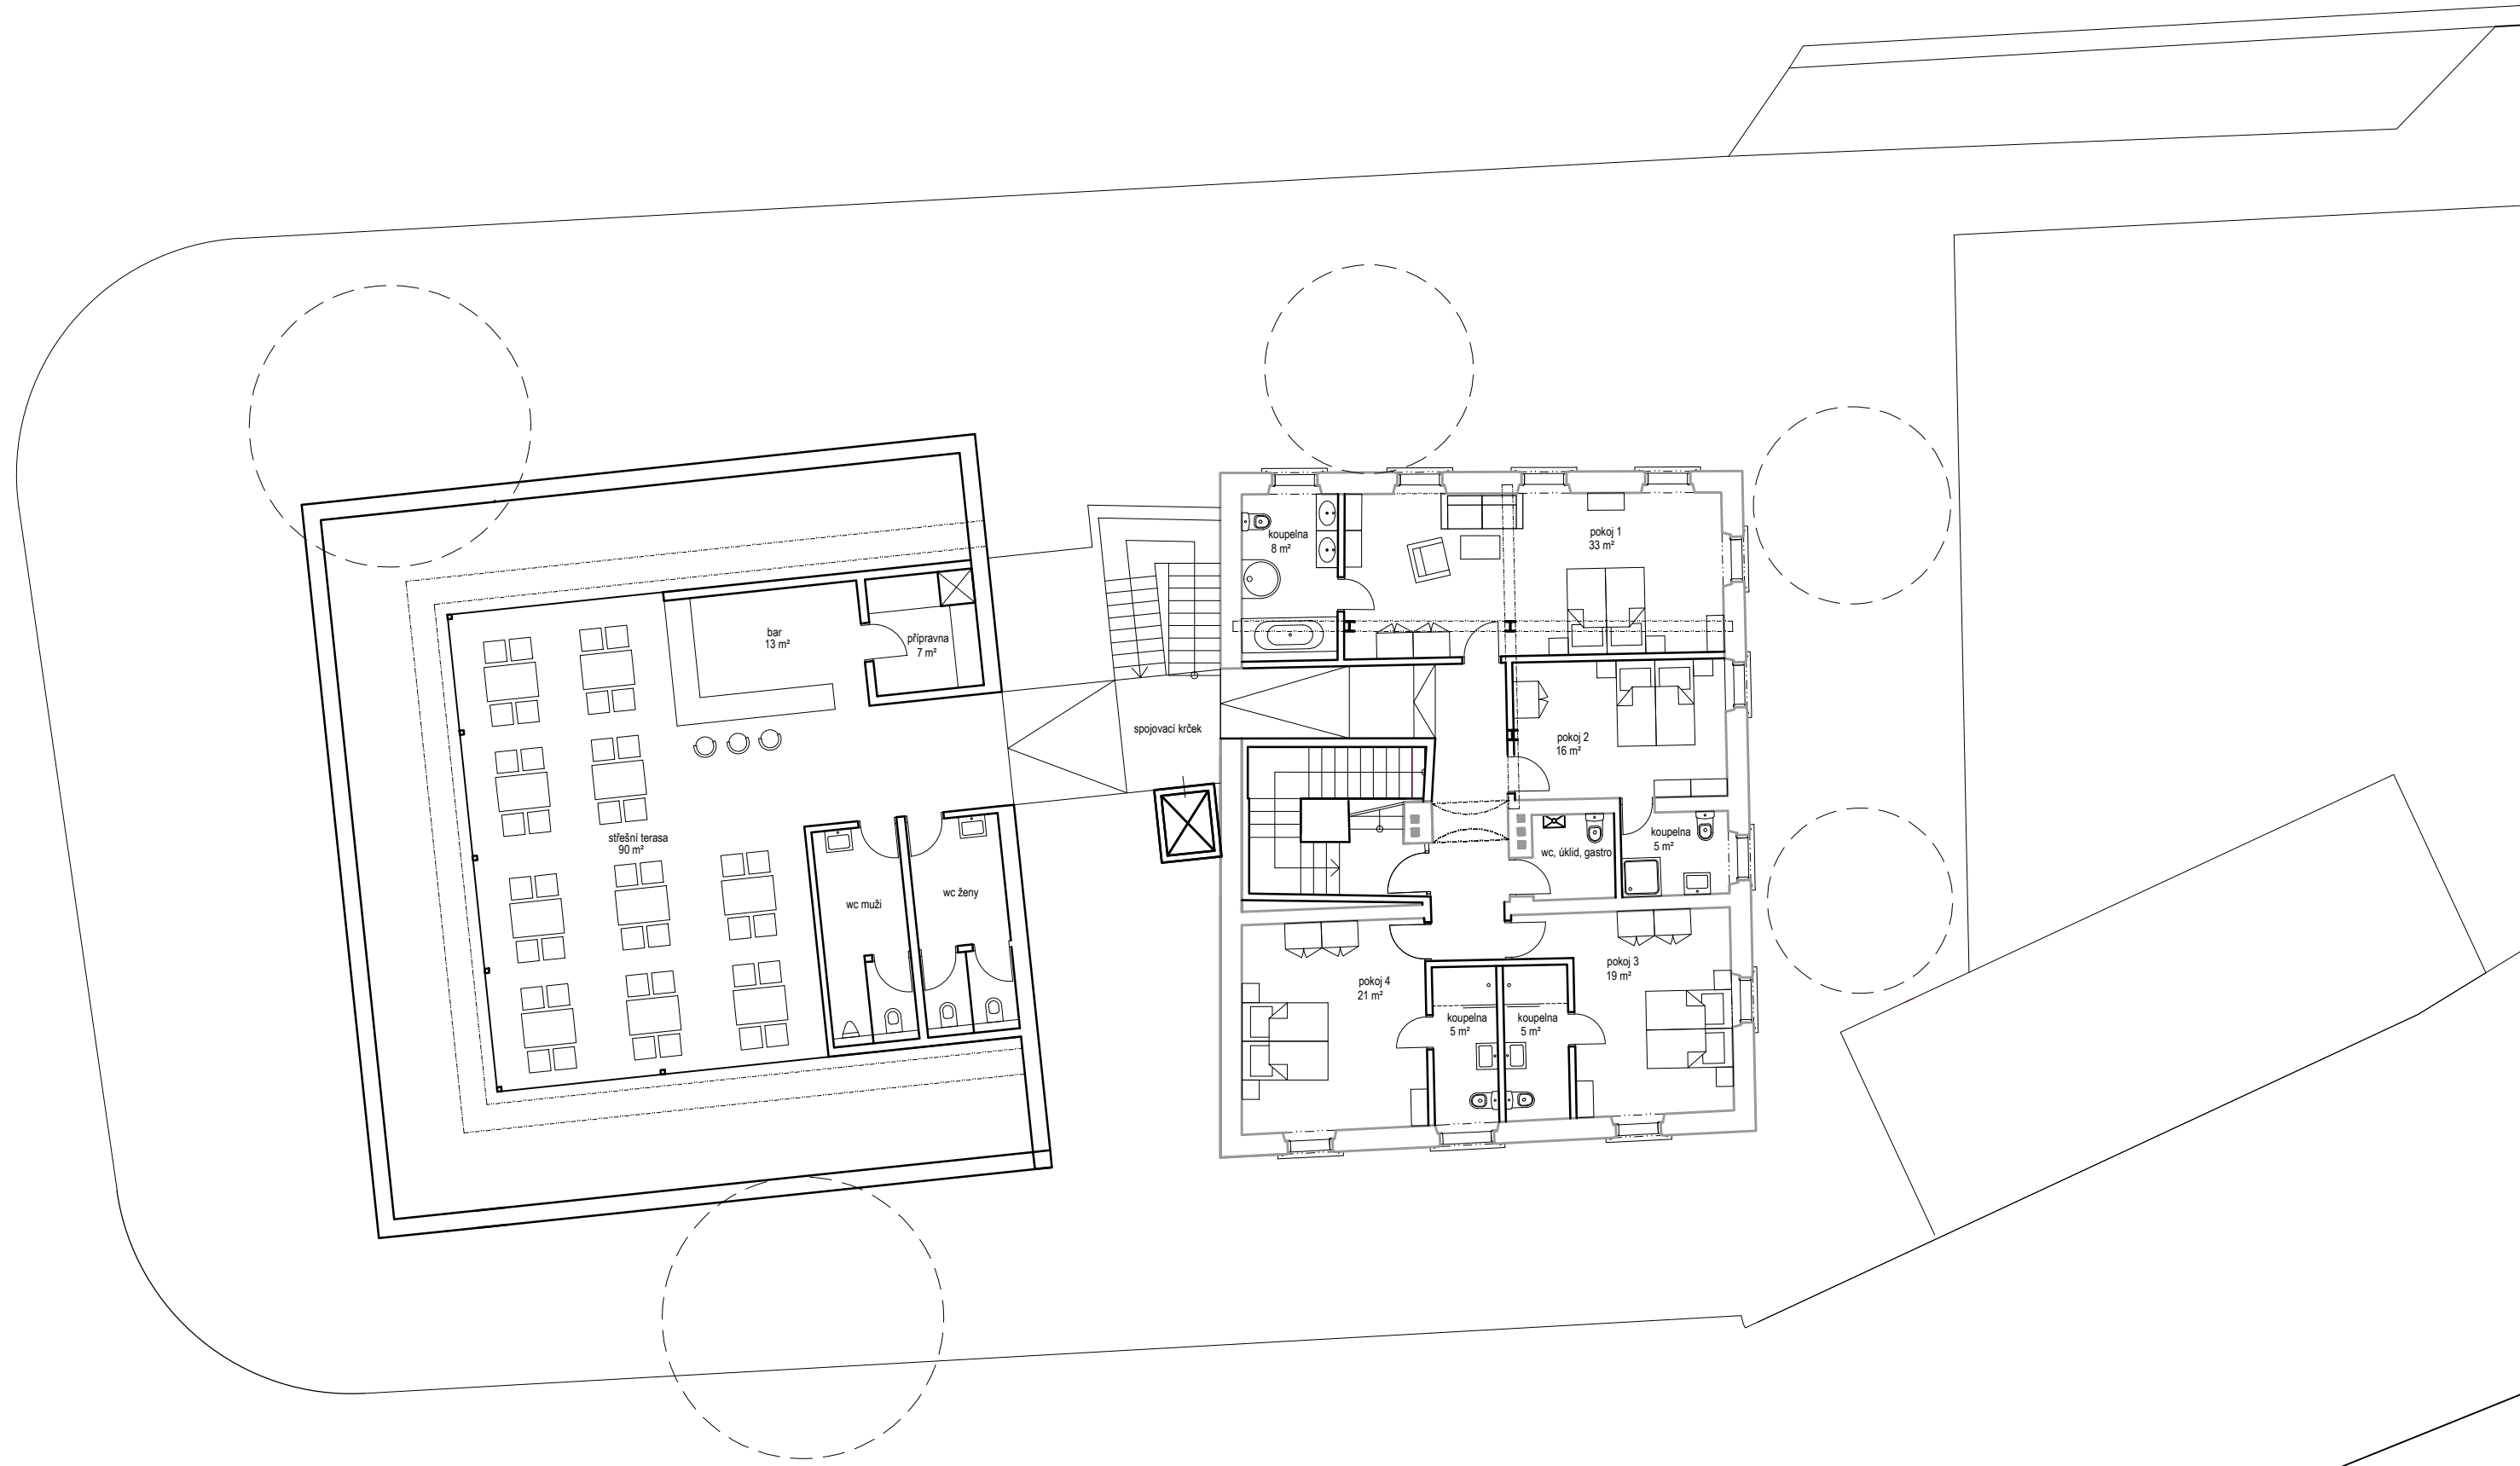 bar
13 m²
přípravna
7 m²
střešní terasa
90 m²
wc muži
wc ženy
spojovací krček
koupelna
8 m²
pokoj 1
33 m²
pokoj 2
16 m²
wc, úklid, gastro
koupelna
5 m²
pokoj 4
21 m²
koupelna
5 m²
koupelna
5 m²
pokoj 3
19 m²